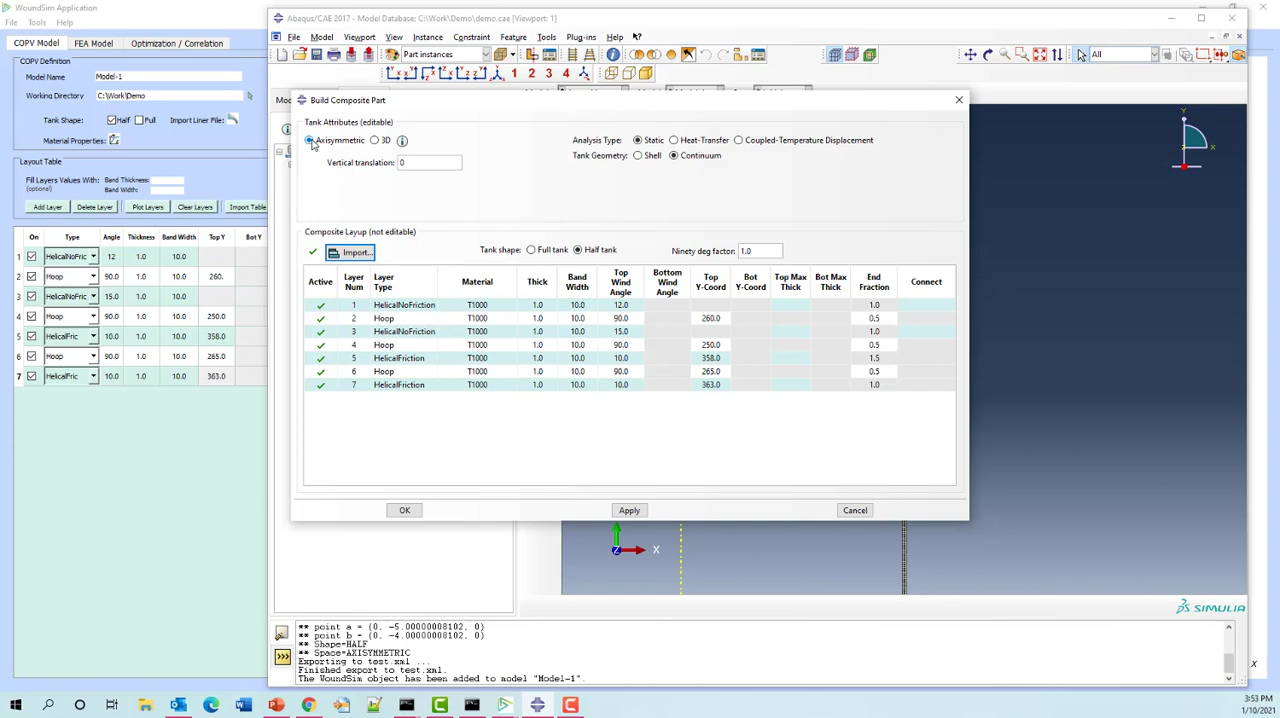 WoundSim Application
File Tools Help
COPV Model FEA Model Optimization / Correlation
COPV Definition
Model Name Model-1
Working Directory C:\Work\Demo
Tank Shape: Half Full Import Liner File:
Material Properties:
Layout Table
Fill Layers Values With: Band Thickness:
(optional) Band Width:
Add Layer Delete Layer Plot Layers Clear Layers Import Table
On Type Angle Thickness Band Width Top Y Bot Y
1 HelicalNoFric 12 1.0 10.0
2 Hoop 90.0 1.0 10.0 260.
3 HelicalNoFric 15.0 1.0 10.0
4 Hoop 90.0 1.0 10.0 250.0
5 HelicalFric 10.0 1.0 10.0 358.0
6 Hoop 90.0 1.0 10.0 265.0
7 HelicalFric 10.0 1.0 10.0 363.0
Abaqus/CAE 2017 - Model Database: C:\Work\Demo\demo.cae [Viewport: 1]
File Model Viewport View Instance Constraint Feature Tools Plug-ins Help
Part instances All
1 2 3 4
Build Composite Part
Tank Attributes (editable)
Axisymmetric 3D
Vertical translation: 0
Analysis Type: Static Heat-Transfer Coupled-Temperature Displacement
Tank Geometry: Shell Continuum
Composite Layup (not editable)
Import... Tank shape: Full tank Half tank Ninety deg factor: 1.0
Active Layer Num Layer Type Material Thick Band Width Top Wind Angle Bottom Wind Angle Top Y-Coord Bot Y-Coord Top Max Thick Bot Max Thick End Fraction Connect
1 HelicalNoFriction T1000 1.0 10.0 12.0 1.0
2 Hoop T1000 1.0 10.0 90.0 260.0 0.5
3 HelicalNoFriction T1000 1.0 10.0 15.0 1.0
4 Hoop T1000 1.0 10.0 90.0 250.0 0.5
5 HelicalFriction T1000 1.0 10.0 10.0 358.0 1.5
6 Hoop T1000 1.0 10.0 90.0 265.0 0.5
7 HelicalFriction T1000 1.0 10.0 10.0 363.0 1.0
OK Apply Cancel
Y
X
Z X
SIMULIA
** point a = (0, -5.00000008102, 0)
** point b = (0, -4.00000008102, 0)
** Shape=HALF
** Space=AXISYMMETRIC
Exporting to test.xml ...
Finished export to test.xml.
The WoundSim object has been added to model "Model-1".
X
3:53 PM
1/10/2021